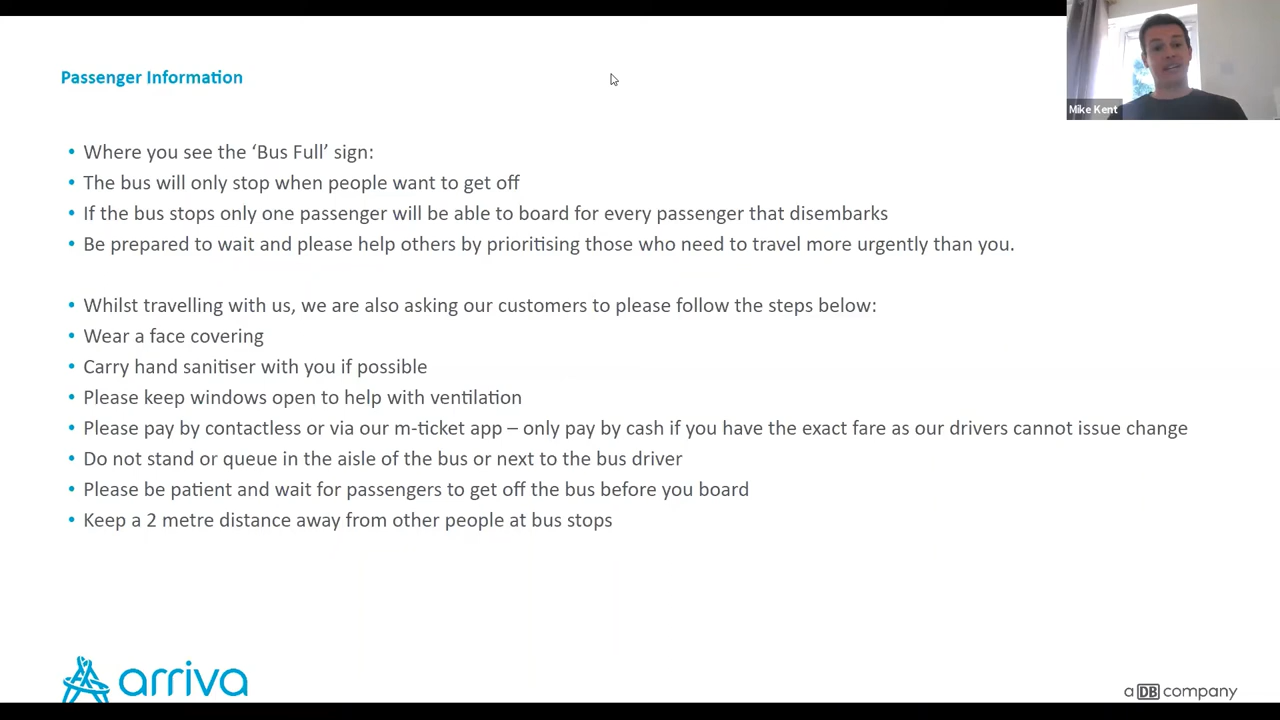 Passenger Information
Mike Kent
• Where you see the ‘Bus Full’ sign:
• The bus will only stop when people want to get off
• If the bus stops only one passenger will be able to board for every passenger that disembarks
• Be prepared to wait and please help others by prioritising those who need to travel more urgently than you.
• Whilst travelling with us, we are also asking our customers to please follow the steps below:
• Wear a face covering
• Carry hand sanitiser with you if possible
• Please keep windows open to help with ventilation
• Please pay by contactless or via our m-ticket app – only pay by cash if you have the exact fare as our drivers cannot issue change
• Do not stand or queue in the aisle of the bus or next to the bus driver
• Please be patient and wait for passengers to get off the bus before you board
• Keep a 2 metre distance away from other people at bus stops
arriva
a DB company